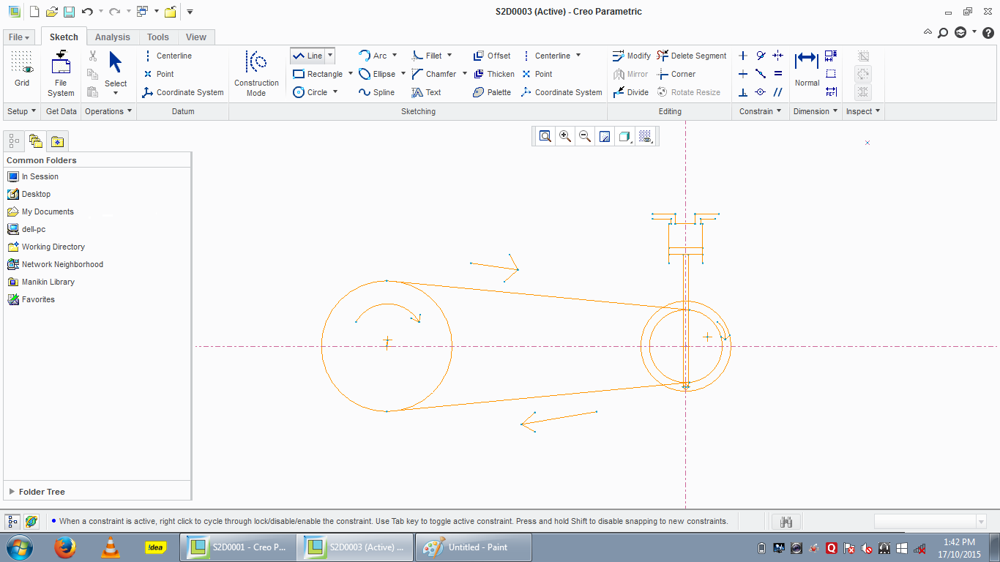 S2D0003 (Active) - Creo Parametric
File Sketch Analysis Tools View
Centerline Line Arc Fillet Offset Centerline Modify Delete Segment
Grid File System Select Point Construction Mode Rectangle Ellipse Chamfer Thicken Point Mirror Corner Normal
Coordinate System Circle Spline Text Palette Coordinate System Divide Rotate Resize REF
Setup Get Data Operations Datum Sketching Editing Constrain Dimension Inspect
Common Folders
In Session
Desktop
My Documents
dell-pc
Working Directory
Network Neighborhood
Manikin Library
Favorites
Folder Tree
When a constraint is active, right click to cycle through lock/disable/enable the constraint. Use Tab key to toggle active constraint. Press and hold Shift to disable snapping to new constraints.
!dea S2D0001 - Creo P... S2D0003 (Active) ... Untitled - Paint Q 1:42 PM
17/10/2015